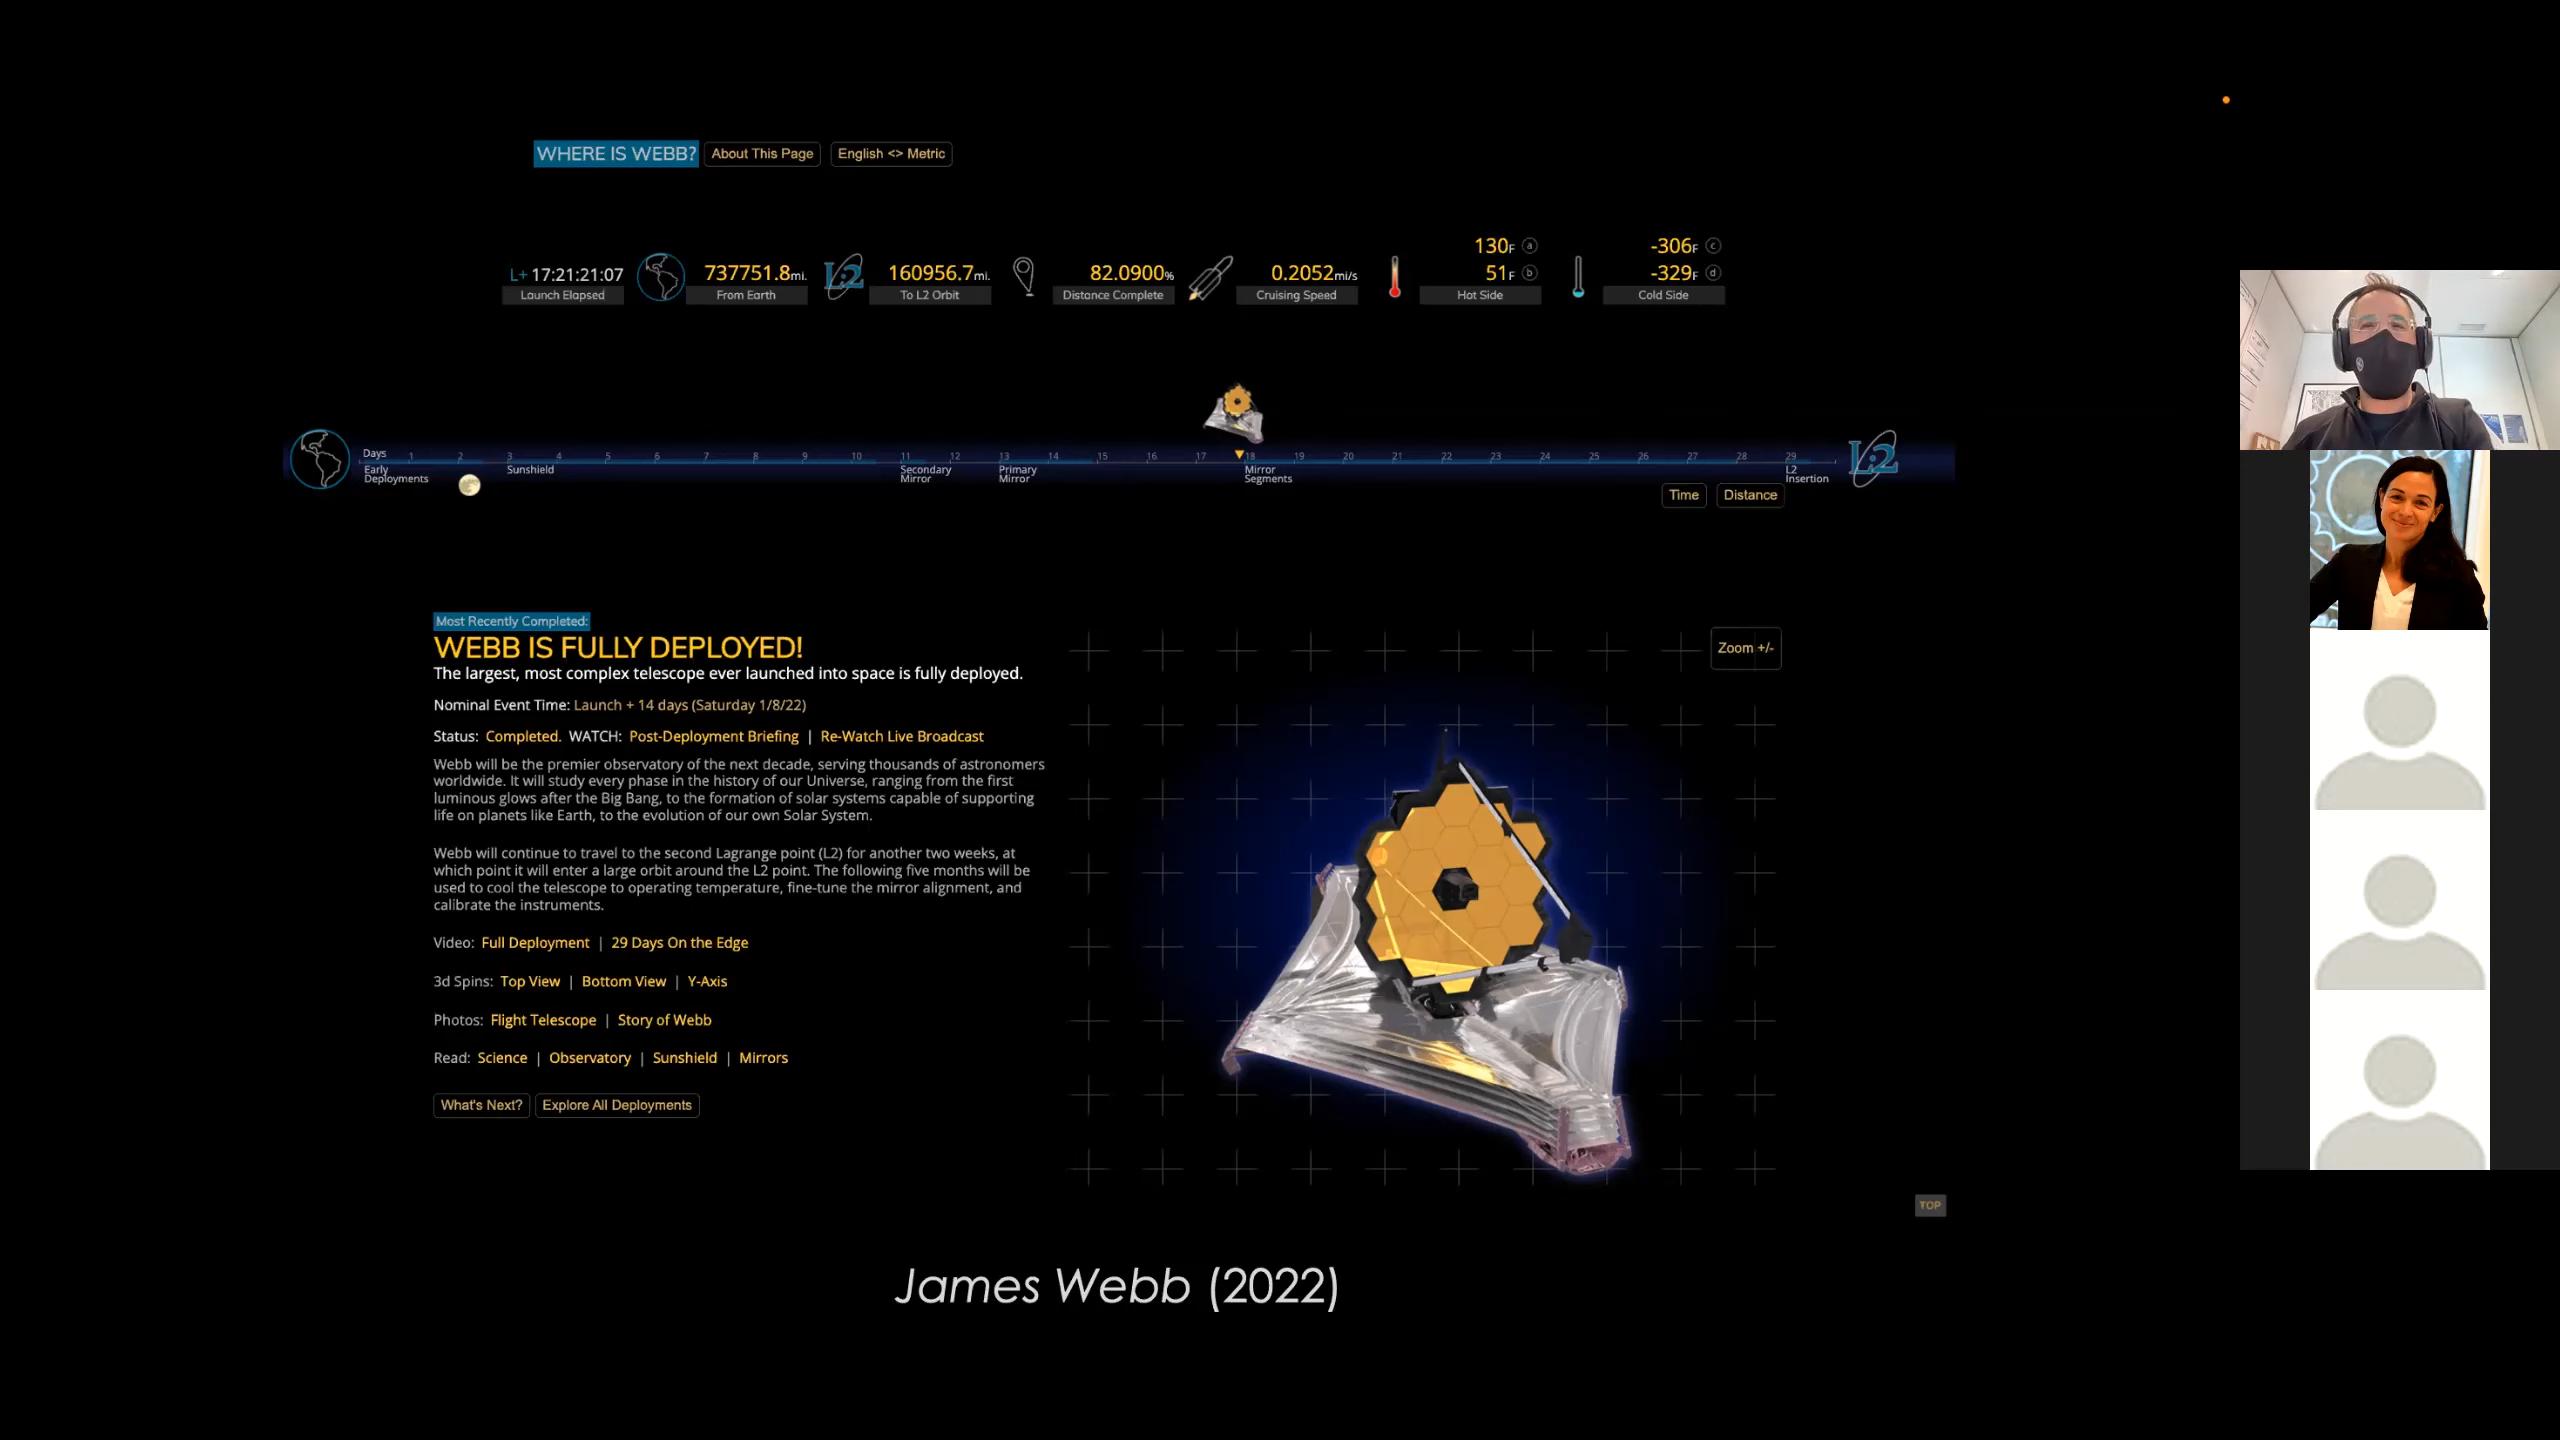 WHERE IS WEBB? About This Page English <> Metric
130F a -306F c
L+ 17:21:21:07 737751.8mi. L2 160956.7mi. 82.0900% 0.2052mi/s 51F b -329F d
Launch Elapsed From Earth To L2 Orbit Distance Complete Cruising Speed Hot Side Cold Side
Days 1 2 3 4 5 6 7 8 9 10 11 12 13 14 15 16 17 18 19 20 21 22 23 24 25 26 27 28 29 L2
Early Deployments Sunshield Secondary Mirror Primary Mirror Mirror Segments L2 Insertion
Time Distance
Most Recently Completed:
WEBB IS FULLY DEPLOYED!
The largest, most complex telescope ever launched into space is fully deployed.
Zoom +/-
Nominal Event Time: Launch + 14 days (Saturday 1/8/22)
Status: Completed. WATCH: Post-Deployment Briefing | Re-Watch Live Broadcast
Webb will be the premier observatory of the next decade, serving thousands of astronomers
worldwide. It will study every phase in the history of our Universe, ranging from the first
luminous glows after the Big Bang, to the formation of solar systems capable of supporting
life on planets like Earth, to the evolution of our own Solar System.
Webb will continue to travel to the second Lagrange point (L2) for another two weeks, at
which point it will enter a large orbit around the L2 point. The following five months will be
used to cool the telescope to operating temperature, fine-tune the mirror alignment, and
calibrate the instruments.
Video: Full Deployment | 29 Days On the Edge
3d Spins: Top View | Bottom View | Y-Axis
Photos: Flight Telescope | Story of Webb
Read: Science | Observatory | Sunshield | Mirrors
What's Next? Explore All Deployments
TOP
James Webb (2022)